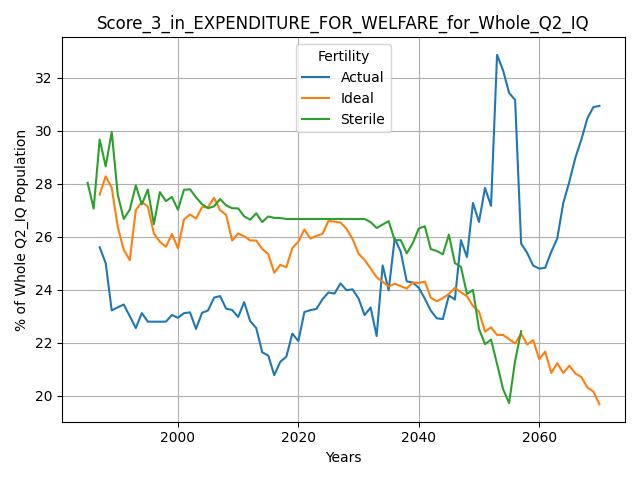 Score_3_in_EXPENDITURE_FOR_WELFARE_for_Whole_Q2_IQ
Fertility
Actual
Ideal
Sterile
% of Whole Q2_IQ Population
32
30
28
26
24
22
20
2000
2020
2040
2060
Years